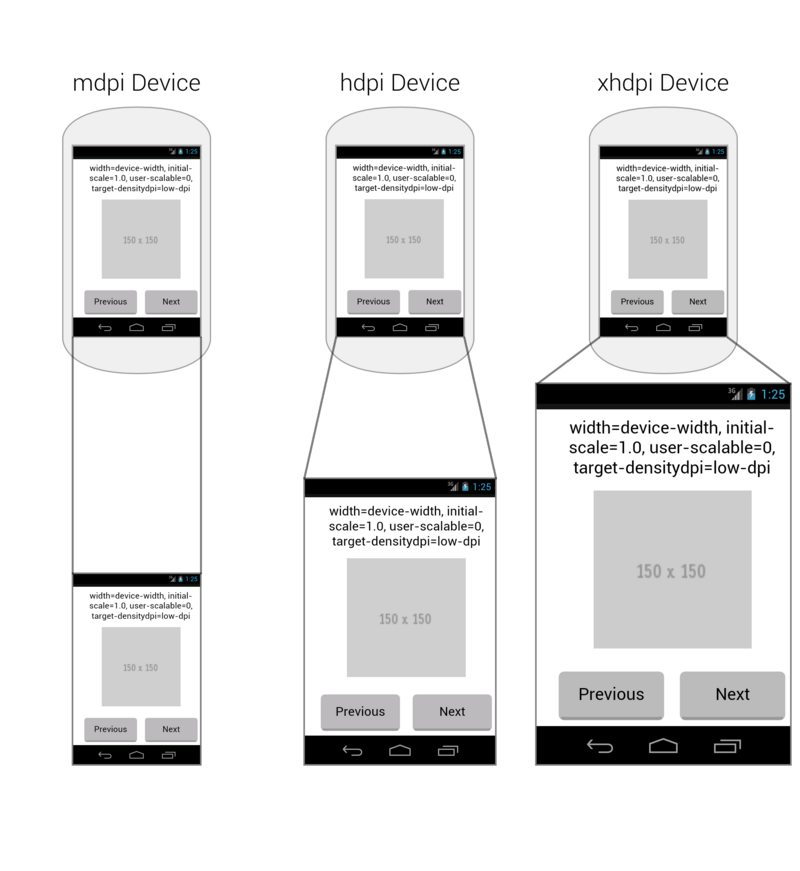 mdpi Device
hdpi Device
xhdpi Device
1:25
width=device-width, initial-
scale=1.0, user-scalable=0,
target-densitydpi=low-dpi
150 x 150
Previous
Next
1:25
width=device-width, initial-
scale=1.0, user-scalable=0,
target-densitydpi=low-dpi
150 x 150
Previous
Next
1:25
width=device-width, initial-
scale=1.0, user-scalable=0,
target-densitydpi=low-dpi
150 x 150
Previous
Next
3G
1:25
width=device-width, initial-
scale=1.0, user-scalable=0,
target-densitydpi=low-dpi
150 x 150
Previous
Next
3G
1:25
width=device-width, initial-
scale=1.0, user-scalable=0,
target-densitydpi=low-dpi
150 x 150
Previous
Next
1:25
width=device-width, initial-
scale=1.0, user-scalable=0,
target-densitydpi=low-dpi
150 x 150
Previous
Next